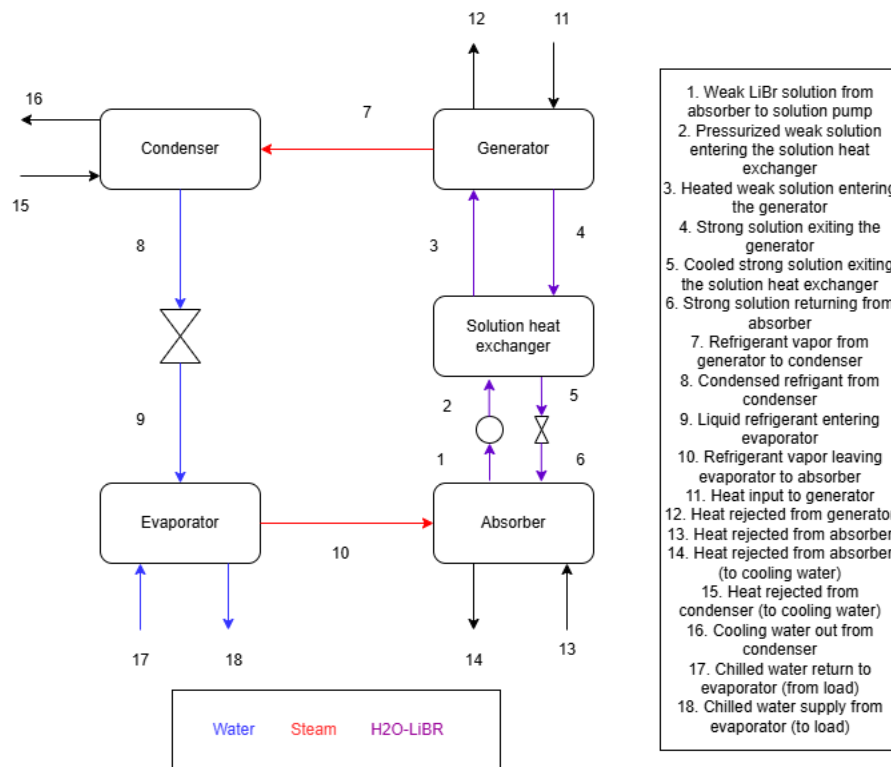 12
11
16
7
Condenser
Generator
15
8
3
4
Solution heat
exchanger
9
2
5
1
6
Evaporator
Absorber
10
17
18
14
13
Water
Steam
H2O-LiBR
1. Weak LiBr solution from
absorber to solution pump
2. Pressurized weak solution
entering the solution heat
exchanger
3. Heated weak solution entering
the generator
4. Strong solution exiting the
generator
5. Cooled strong solution exiting
the solution heat exchanger
6. Strong solution returning from
absorber
7. Refrigerant vapor from
generator to condenser
8. Condensed refrigant from
condenser
9. Liquid refrigerant entering
evaporator
10. Refrigerant vapor leaving
evaporator to absorber
11. Heat input to generator
12. Heat rejected from generator
13. Heat rejected from absorber
14. Heat rejected from absorber
(to cooling water)
15. Heat rejected from
condenser (to cooling water)
16. Cooling water out from
condenser
17. Chilled water return to
evaporator (from load)
18. Chilled water supply from
evaporator (to load)